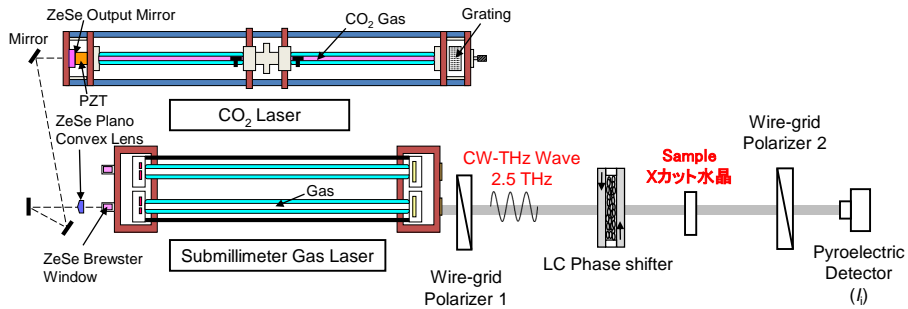 ZeSe Output Mirror
Mirror
CO2 Gas
Grating
PZT
CO2 Laser
ZeSe Plano
Convex Lens
Gas
Submillimeter Gas Laser
ZeSe Brewster
Window
CW-THz Wave
2.5 THz
Wire-grid
Polarizer 1
LC Phase shifter
Sample
Xカット水晶
Wire-grid
Polarizer 2
Pyroelectric
Detector
(Ii)